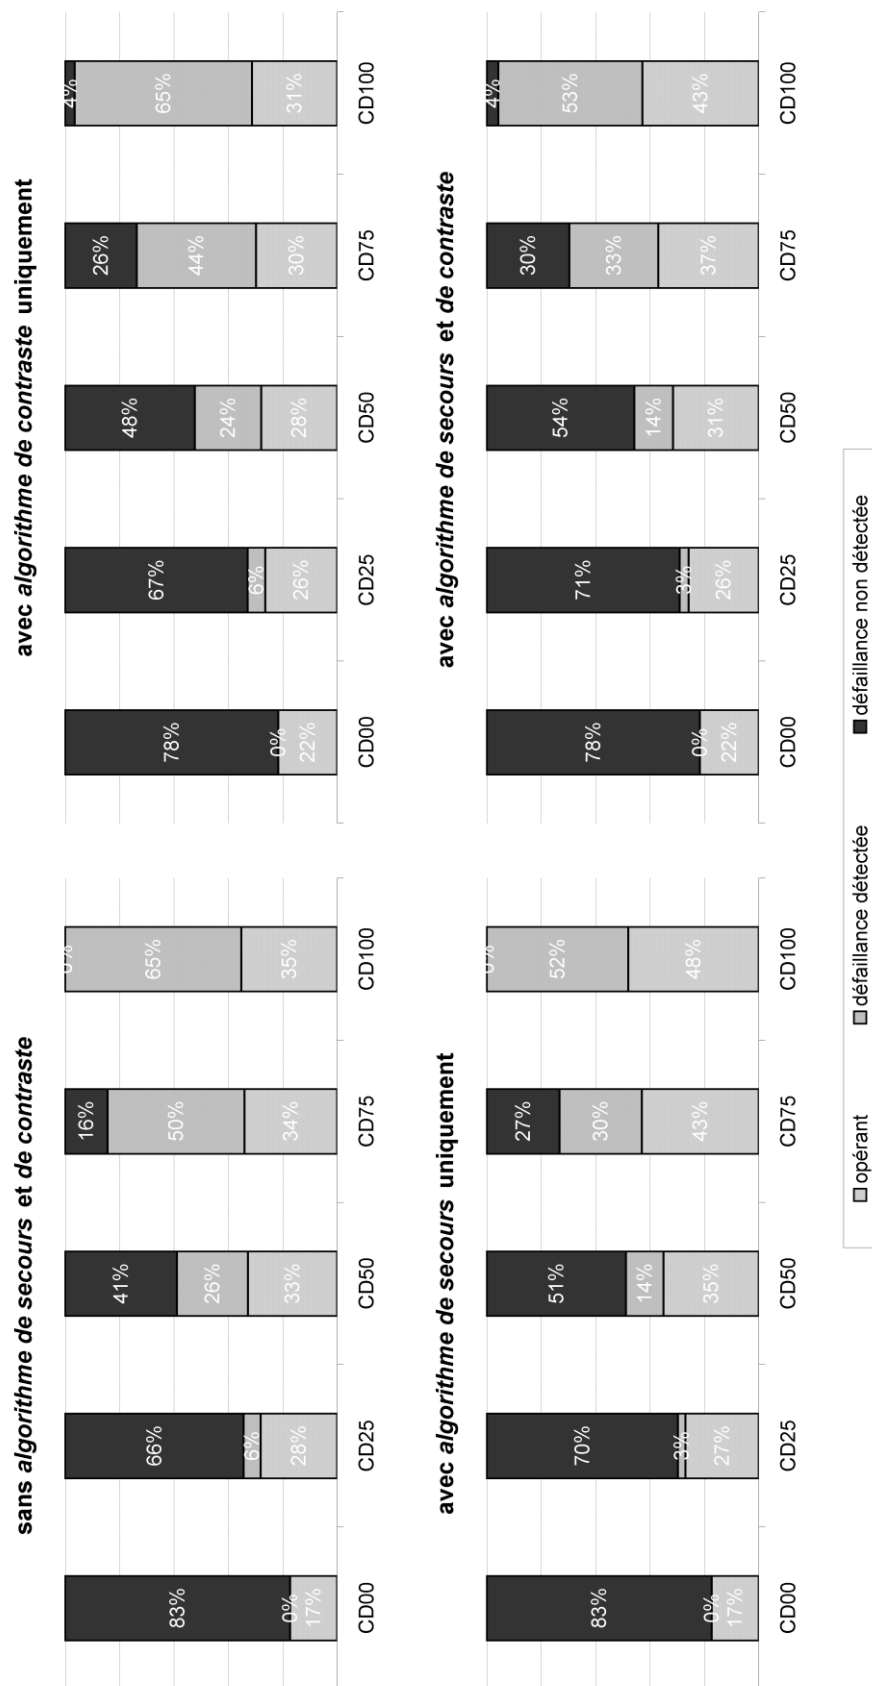 sans algorithme de secours et de contraste
83%
0%
17%
CD00
66%
6%
28%
CD25
41%
26%
33%
CD50
16%
50%
34%
CD75
0%
65%
35%
CD100
avec algorithme de contraste uniquement
78%
0%
22%
CD00
67%
6%
26%
CD25
48%
24%
28%
CD50
26%
44%
30%
CD75
4%
65%
31%
CD100
avec algorithme de secours uniquement
83%
0%
17%
CD00
70%
3%
27%
CD25
51%
14%
35%
CD50
27%
30%
43%
CD75
0%
52%
48%
CD100
avec algorithme de secours et de contraste
78%
0%
22%
CD00
71%
3%
26%
CD25
54%
14%
31%
CD50
30%
33%
37%
CD75
4%
53%
43%
CD100
opérant
défaillance détectée
défaillance non détectée